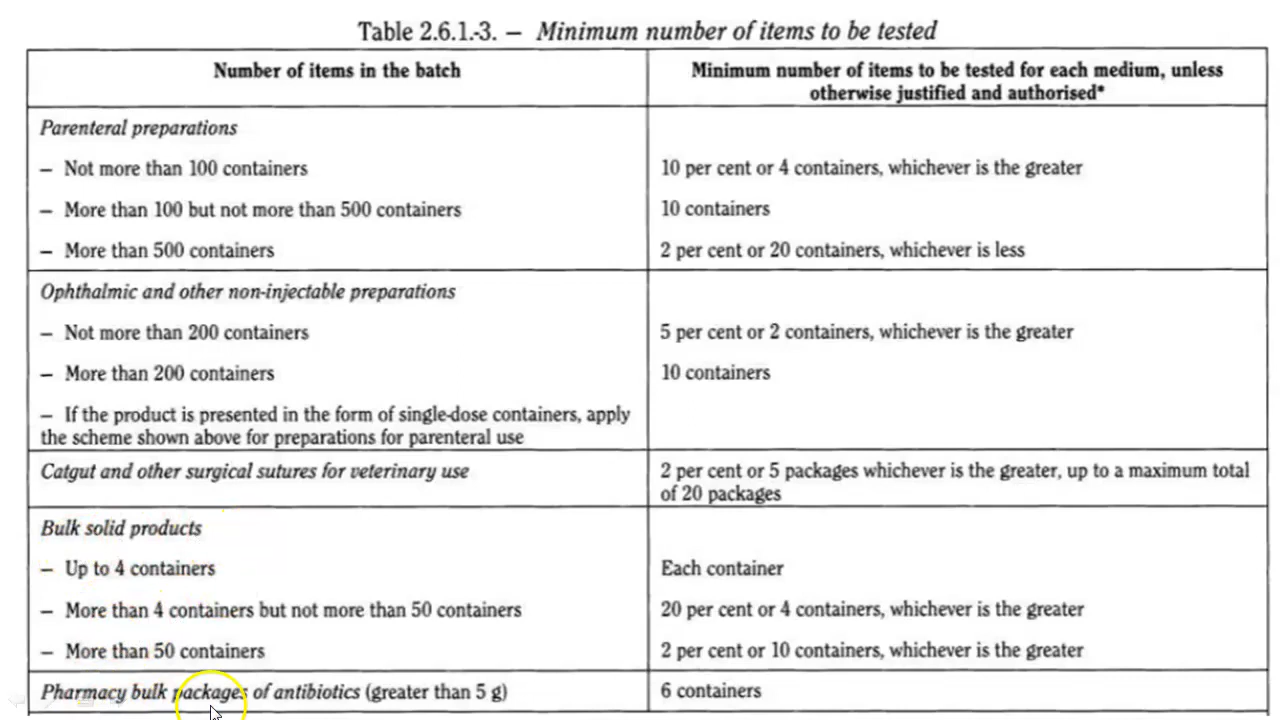 Table 2.6.1.-3. – Minimum number of items to be tested
Number of items in the batch
Minimum number of items to be tested for each medium, unless
otherwise justified and authorised*
Parenteral preparations
– Not more than 100 containers
10 per cent or 4 containers, whichever is the greater
– More than 100 but not more than 500 containers
10 containers
– More than 500 containers
2 per cent or 20 containers, whichever is less
Ophthalmic and other non-injectable preparations
– Not more than 200 containers
5 per cent or 2 containers, whichever is the greater
– More than 200 containers
10 containers
– If the product is presented in the form of single-dose containers, apply
the scheme shown above for preparations for parenteral use
Catgut and other surgical sutures for veterinary use
2 per cent or 5 packages whichever is the greater, up to a maximum total
of 20 packages
Bulk solid products
– Up to 4 containers
Each container
– More than 4 containers but not more than 50 containers
20 per cent or 4 containers, whichever is the greater
– More than 50 containers
2 per cent or 10 containers, whichever is the greater
Pharmacy bulk packages of antibiotics (greater than 5 g)
6 containers